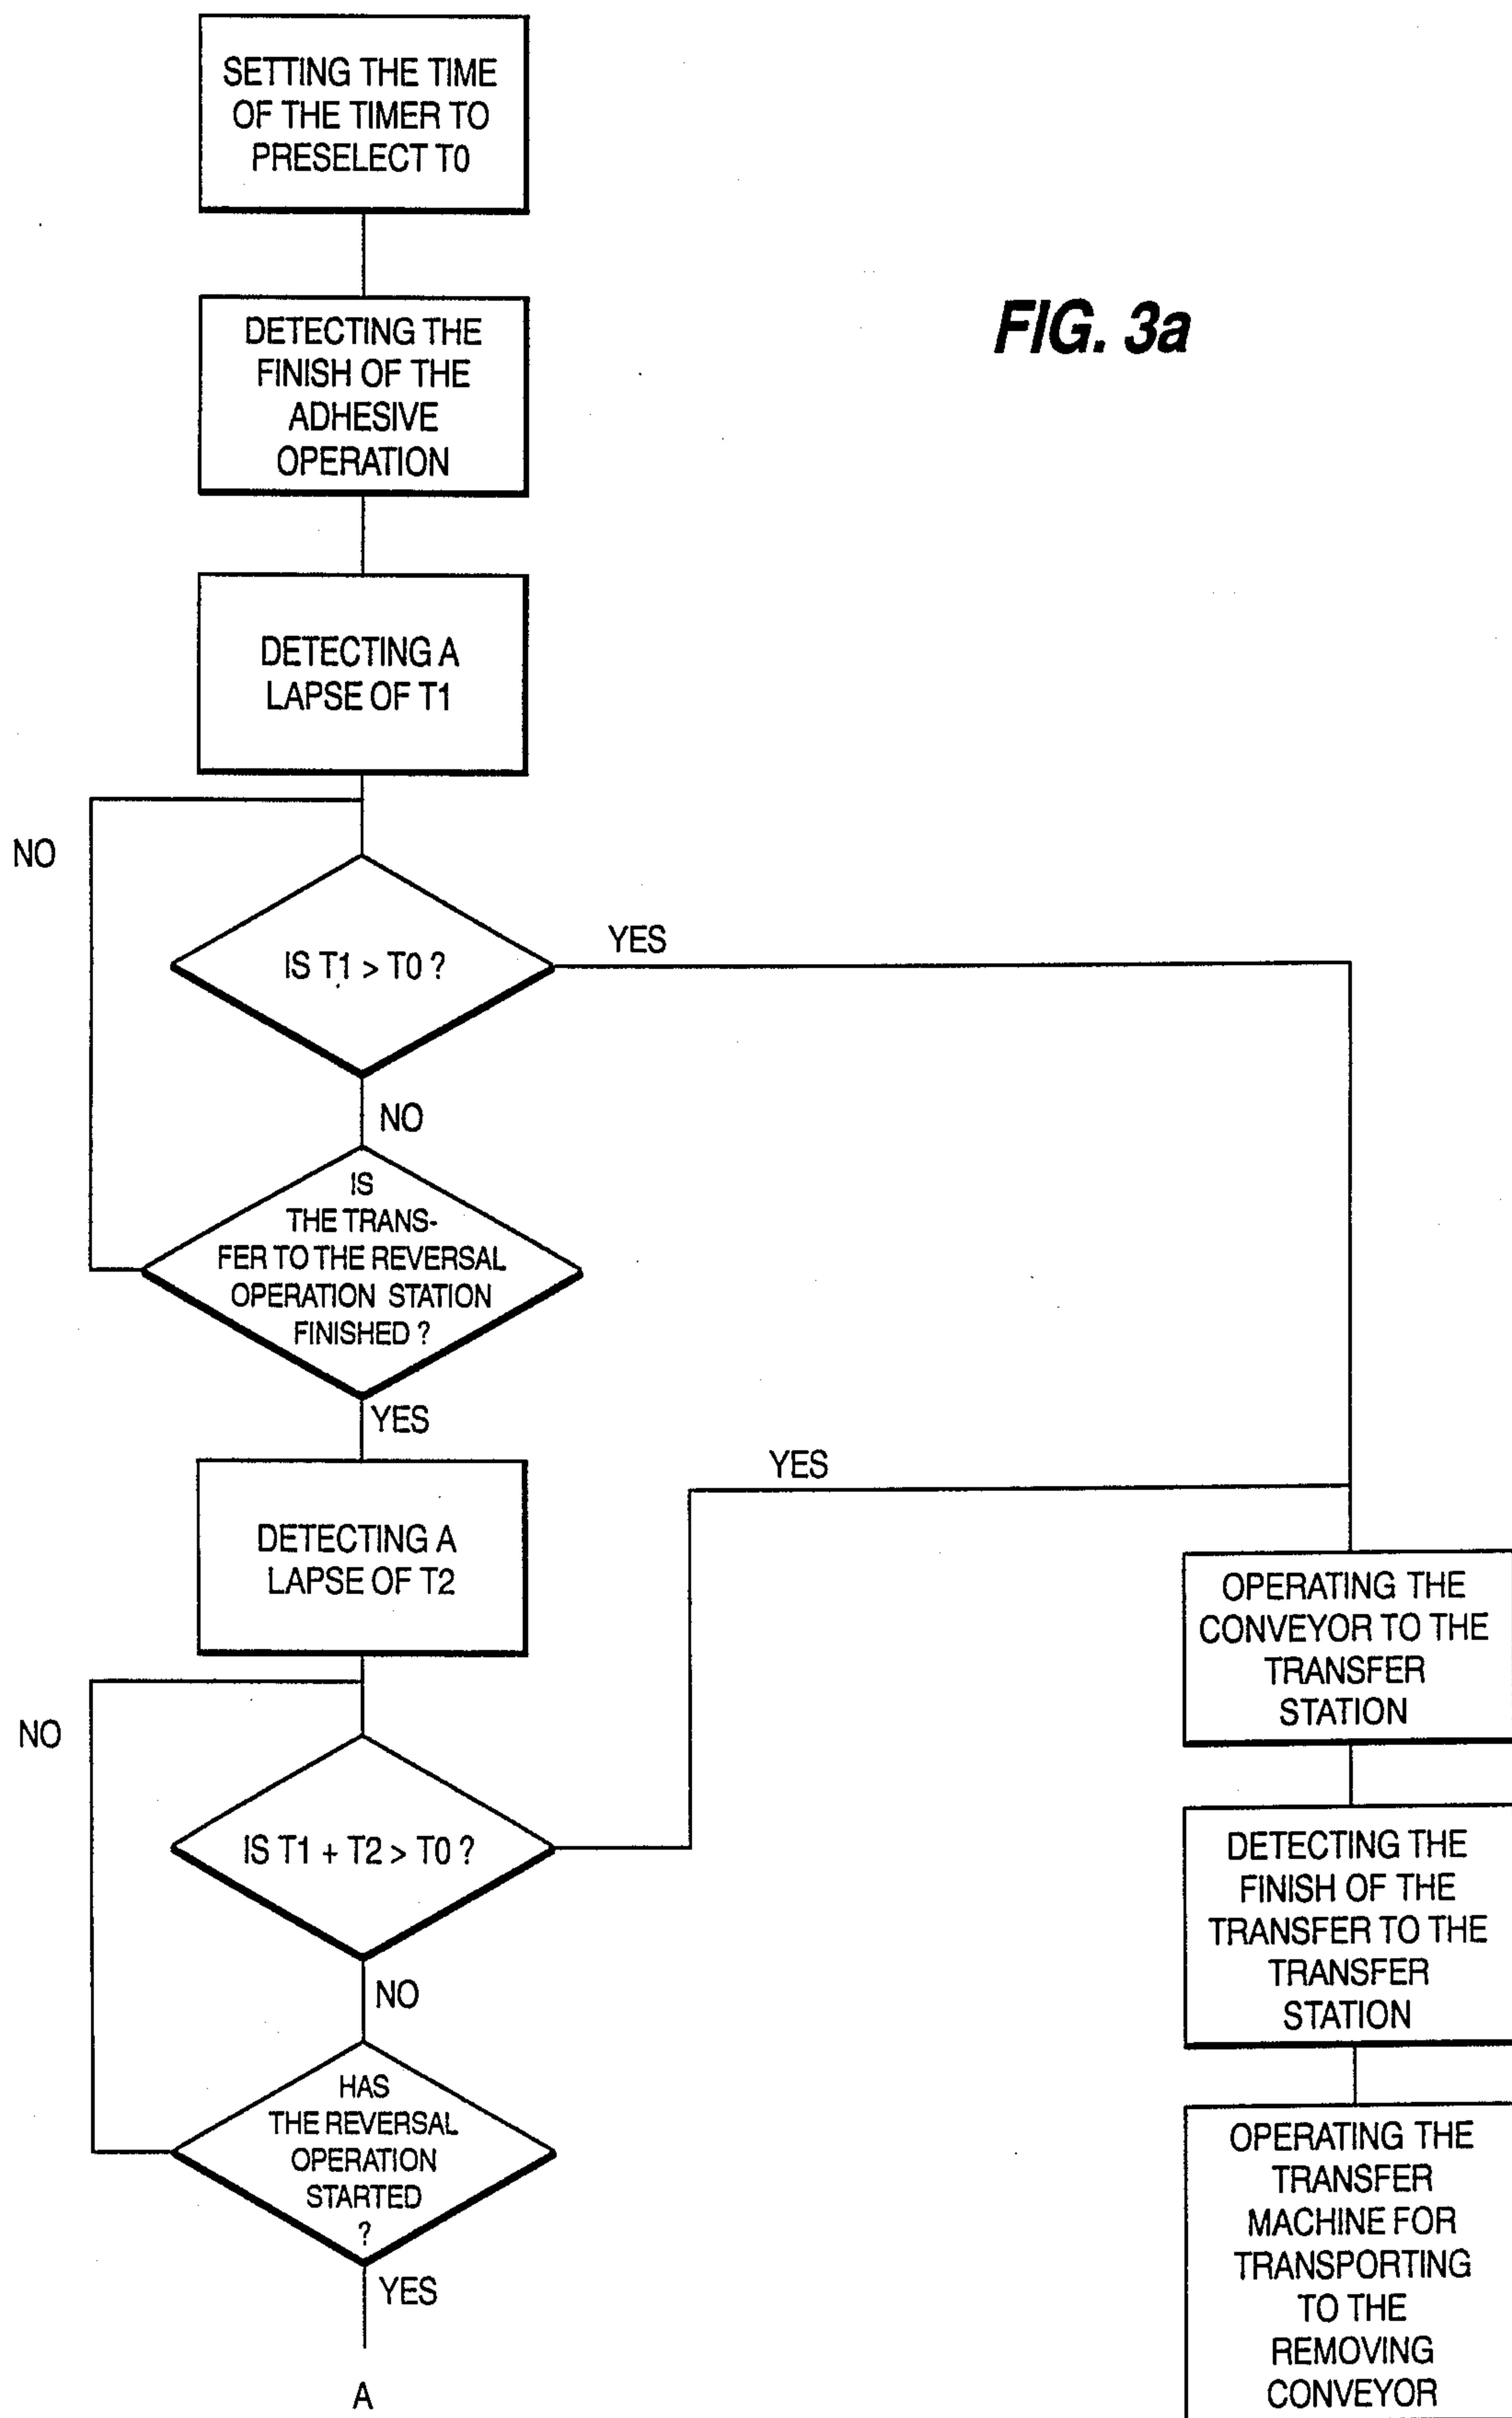 SETTING THE TIME
OF THE TIMER TO
PRESELECT T0
FIG. 3a
DETECTING THE
FINISH OF THE
ADHESIVE
OPERATION
DETECTING A
LAPSE OF T1
NO
IS T1 > T0 ?
YES
NO
IS
THE TRANS-
FER TO THE REVERSAL
OPERATION STATION
FINISHED ?
YES
DETECTING A
LAPSE OF T2
YES
NO
IS T1 + T2 > T0 ?
NO
HAS
THE REVERSAL
OPERATION
STARTED
?
YES
A
OPERATING THE
CONVEYOR TO THE
TRANSFER
STATION
DETECTING THE
FINISH OF THE
TRANSFER TO THE
TRANSFER
STATION
OPERATING THE
TRANSFER
MACHINE FOR
TRANSPORTING
TO THE
REMOVING
CONVEYOR